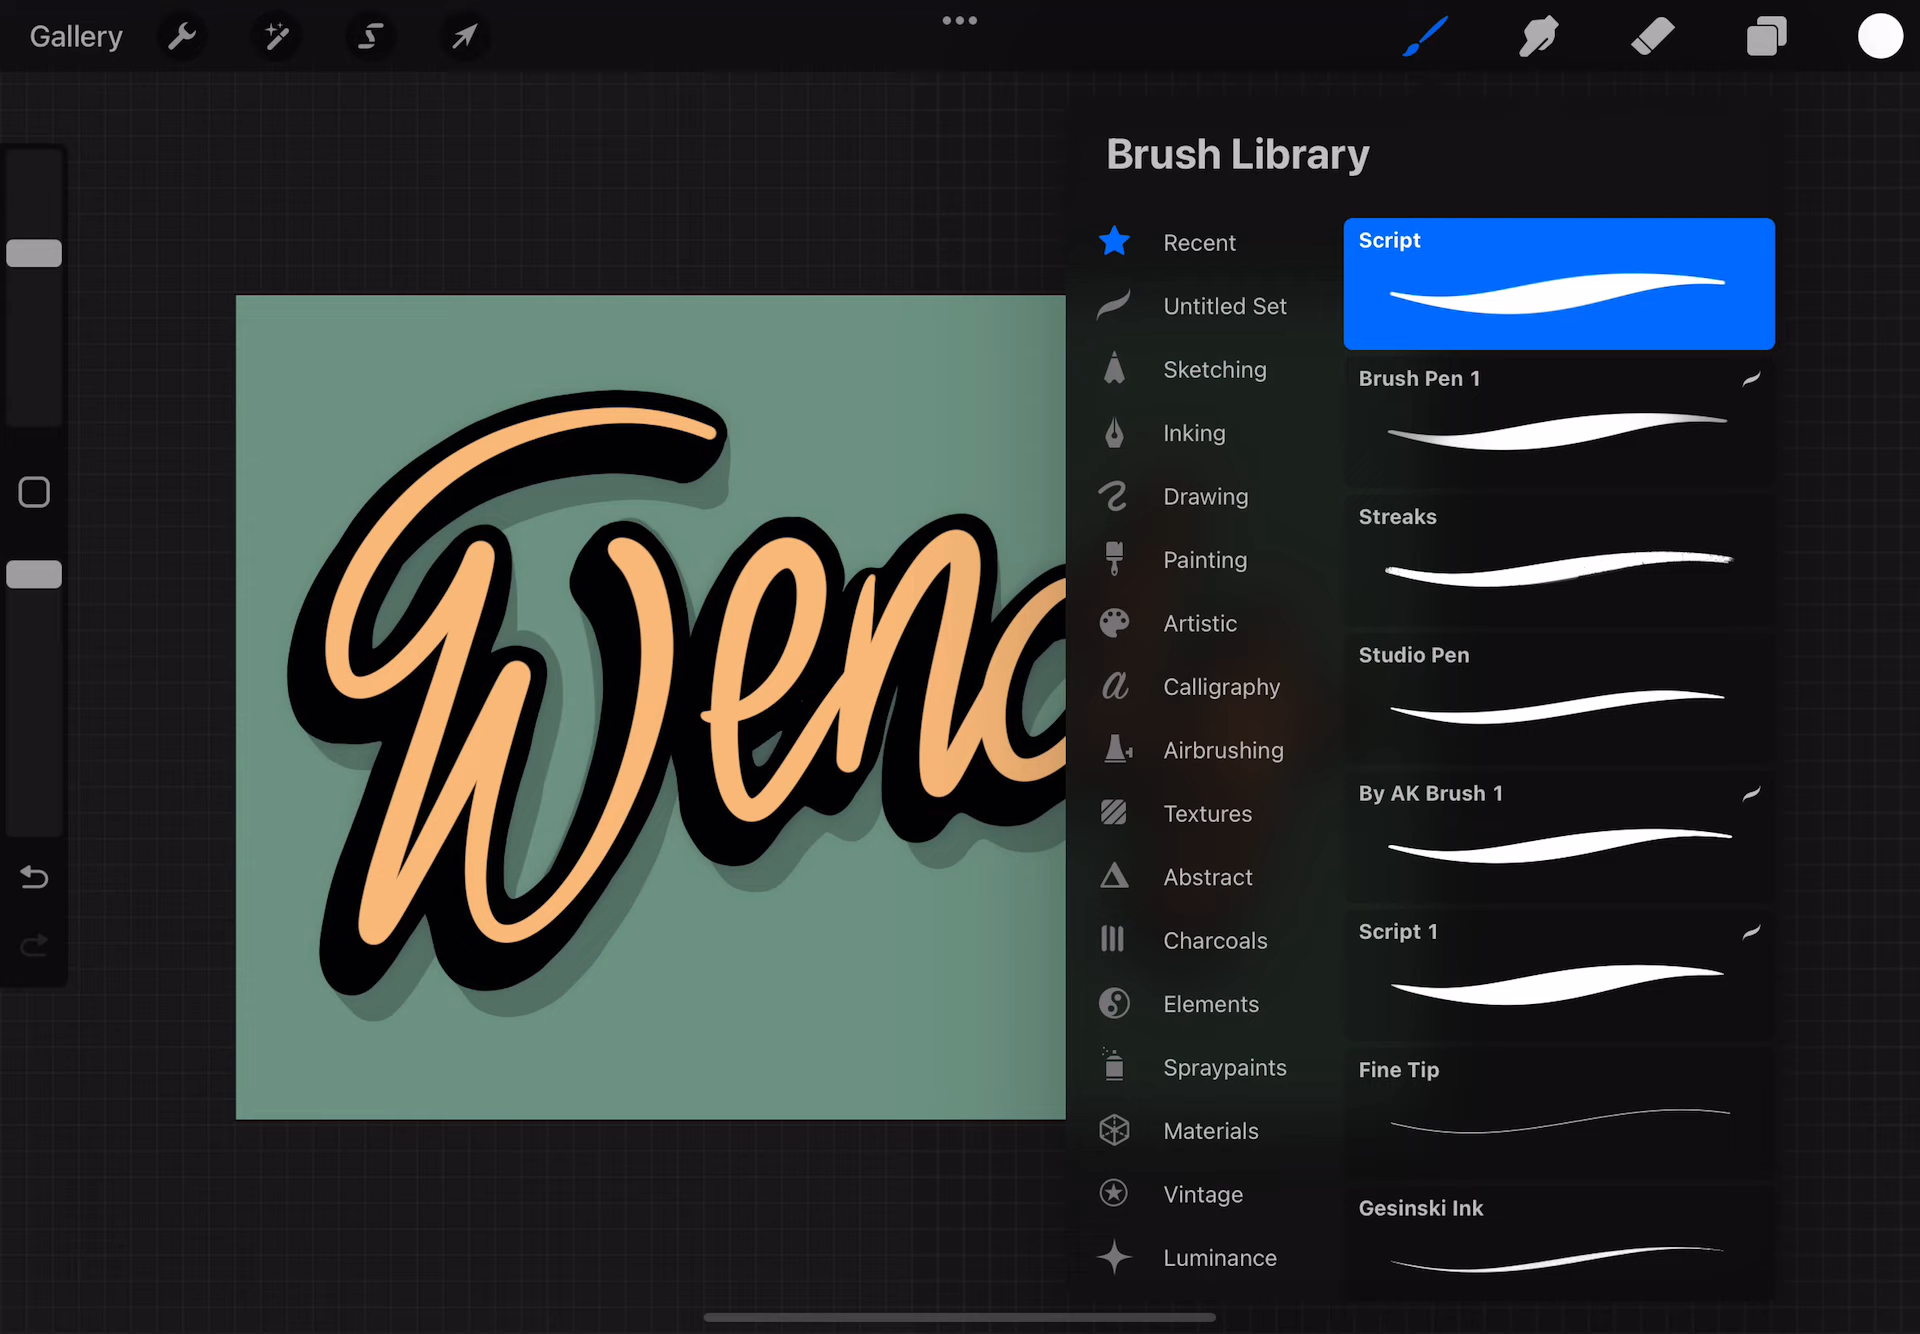 Gallery
Brush Library
Recent
Untitled Set
Sketching
Inking
Drawing
Painting
Artistic
Calligraphy
Airbrushing
Textures
Abstract
Charcoals
Elements
Spraypaints
Materials
Vintage
Luminance
Script
Brush Pen 1
Streaks
Studio Pen
By AK Brush 1
Script 1
Fine Tip
Gesinski Ink
Wen